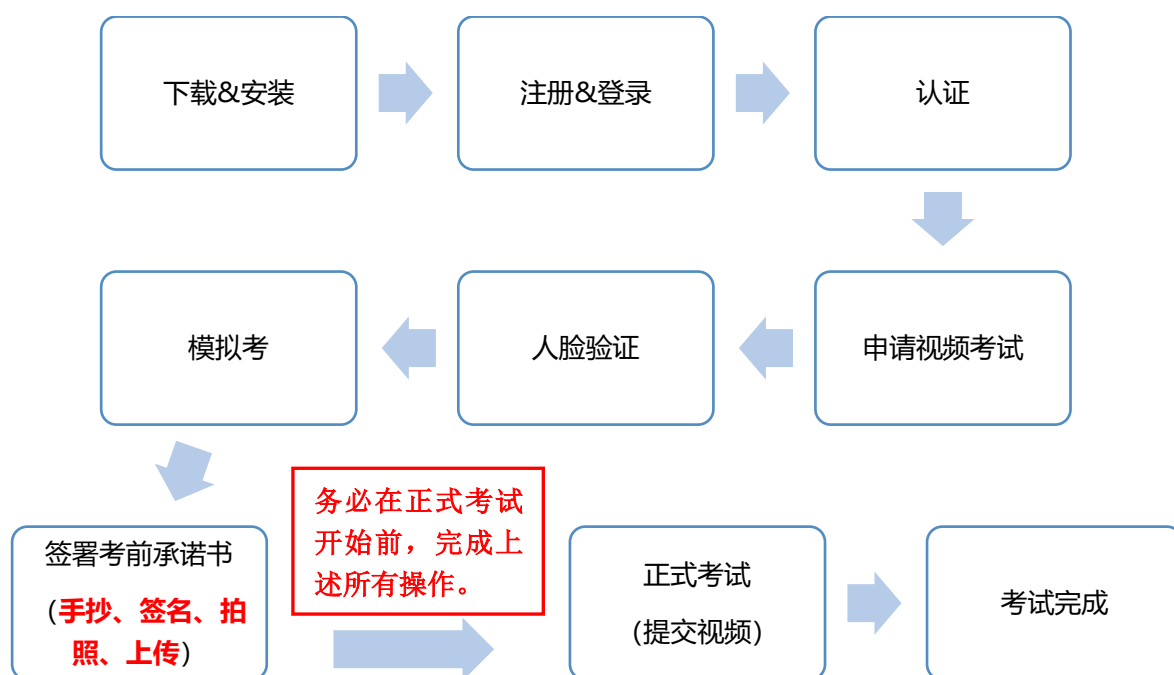 下载&安装
注册&登录
认证
申请视频考试
人脸验证
模拟考
签署考前承诺书
（手抄、签名、拍
照、上传）
务必在正式考试
开始前，完成上
述所有操作。
正式考试
（提交视频）
考试完成